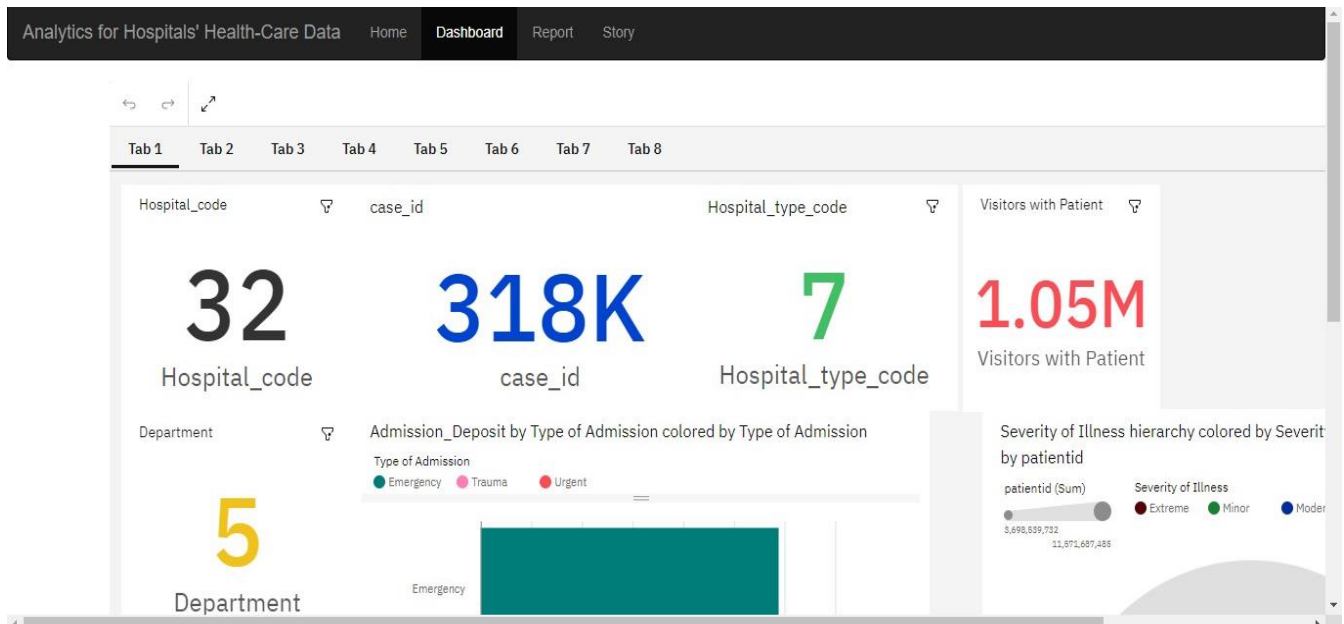 Analytics for Hospitals' Health-Care Data Home Dashboard Report Story
Tab 1 Tab 2 Tab 3 Tab 4 Tab 5 Tab 6 Tab 7 Tab 8
Hospital_code
32
Hospital_code
case_id
318K
case_id
Hospital_type_code
7
Hospital_type_code
Visitors with Patient
1.05M
Visitors with Patient
Department
5
Department
Admission_Deposit by Type of Admission colored by Type of Admission
Type of Admission
Emergency Trauma Urgent
Emergency
Severity of Illness hierarchy colored by Severit
by patientid
patientid (Sum)
3,698,539,732
11,571,687,485
Severity of Illness
Extreme Minor Moder